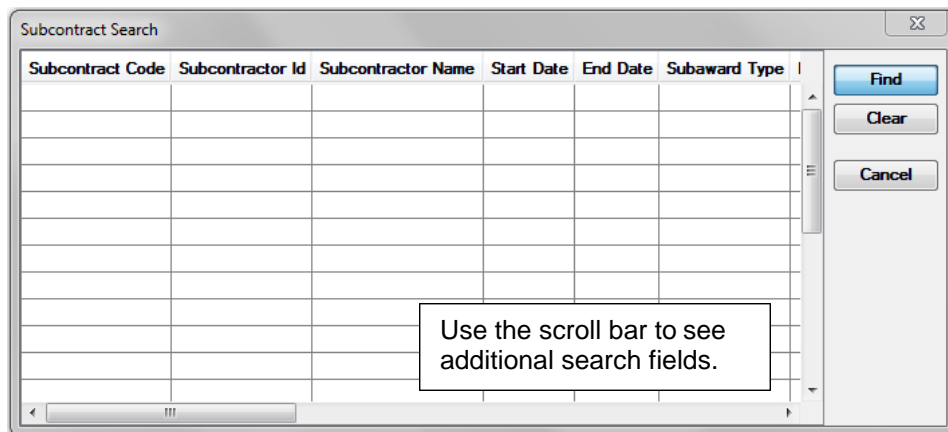 Subcontract Search
Subcontract Code Subcontractor Id Subcontractor Name Start Date End Date Subaward Type
Find
Clear
Cancel
Use the scroll bar to see
additional search fields.